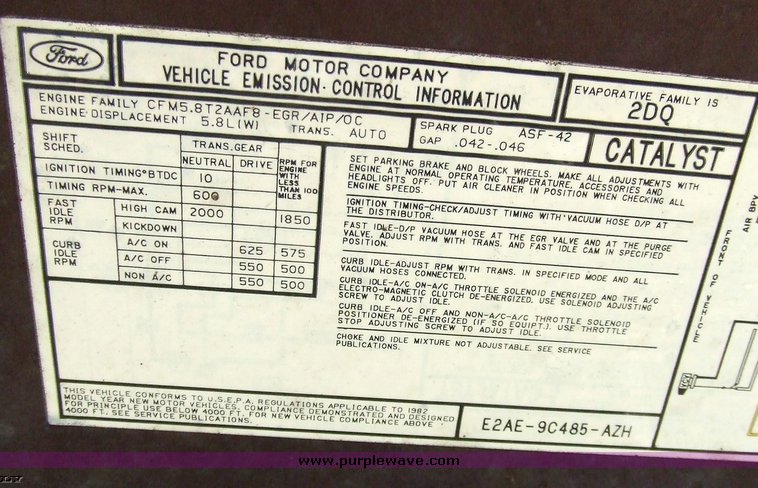 Ford
FORD MOTOR COMPANY
VEHICLE EMISSION·CONTROL INFORMATION
EVAPORATIVE FAMILY IS
2DQ
ENGINE FAMILY CFM5.8T2AAF8-EGR/AIP/OC
ENGINE DISPLACEMENT 5.8L(W) TRANS. AUTO
SPARK PLUG ASF-42
GAP .042-.046
CATALYST
SHIFT
SCHED.
TRANS.GEAR
NEUTRAL DRIVE
RPM FOR
ENGINE
WITH
LESS
THAN 100
MILES
IGNITION TIMING°BTDC 10
TIMING RPM-MAX. 600
FAST
IDLE
RPM
HIGH CAM 2000 1850
KICKDOWN
CURB
IDLE
RPM
A/C ON 625 575
A/C OFF 550 500
NON A/C 550 500
SET PARKING BRAKE AND BLOCK WHEELS. MAKE ALL ADJUSTMENTS WITH
ENGINE AT NORMAL OPERATING TEMPERATURE, ACCESSORIES AND
HEADLIGHTS OFF. PUT AIR CLEANER IN POSITION WHEN CHECKING ALL
ENGINE SPEEDS.
IGNITION TIMING-CHECK/ADJUST TIMING WITH VACUUM HOSE D/P AT
THE DISTRIBUTOR.
FAST IDLE-D/P VACUUM HOSE AT THE EGR VALVE AND AT THE PURGE
VALVE. ADJUST RPM WITH TRANS. AND FAST IDLE CAM IN SPECIFIED
POSITION.
CURB IDLE-ADJUST RPM WITH TRANS. IN SPECIFIED MODE AND ALL
VACUUM HOSES CONNECTED.
CURB IDLE-A/C ON-A/C THROTTLE SOLENOID ENERGIZED AND THE A/C
ELECTRO-MAGNETIC CLUTCH DE-ENERGIZED. USE SOLENOID ADJUSTING
SCREW TO ADJUST IDLE.
CURB IDLE-A/C OFF AND NON-A/C-A/C THROTTLE SOLENOID
POSITIONER DE-ENERGIZED (IF SO EQUIPT.). USE THROTTLE
STOP ADJUSTING SCREW TO ADJUST IDLE.
CHOKE AND IDLE MIXTURE NOT ADJUSTABLE. SEE SERVICE
PUBLICATIONS.
FRONT OF VEHICLE
AIR BPV
THIS VEHICLE CONFORMS TO U.S.E.P.A. REGULATIONS APPLICABLE TO 1982
MODEL YEAR NEW MOTOR VEHICLES. COMPLIANCE DEMONSTRATED AND DESIGNED
FOR PRINCIPLE USE BELOW 4000 FT. FOR NEW VEHICLE COMPLIANCE ABOVE
4000 FT. SEE SERVICE PUBLICATIONS.
E2AE-9C485-AZH
www.purplewave.com